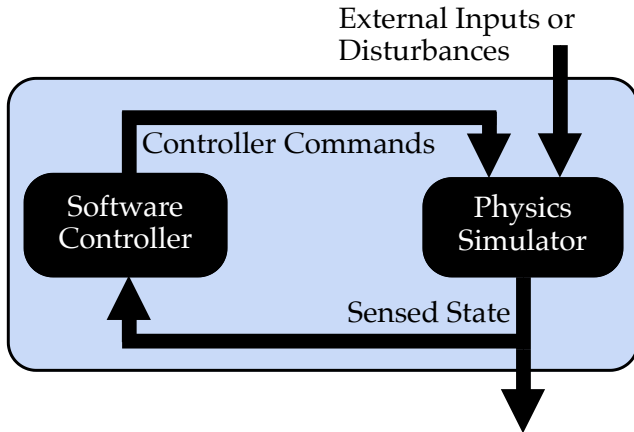 External Inputs or
Disturbances
Controller Commands
Software
Controller
Physics
Simulator
Sensed State